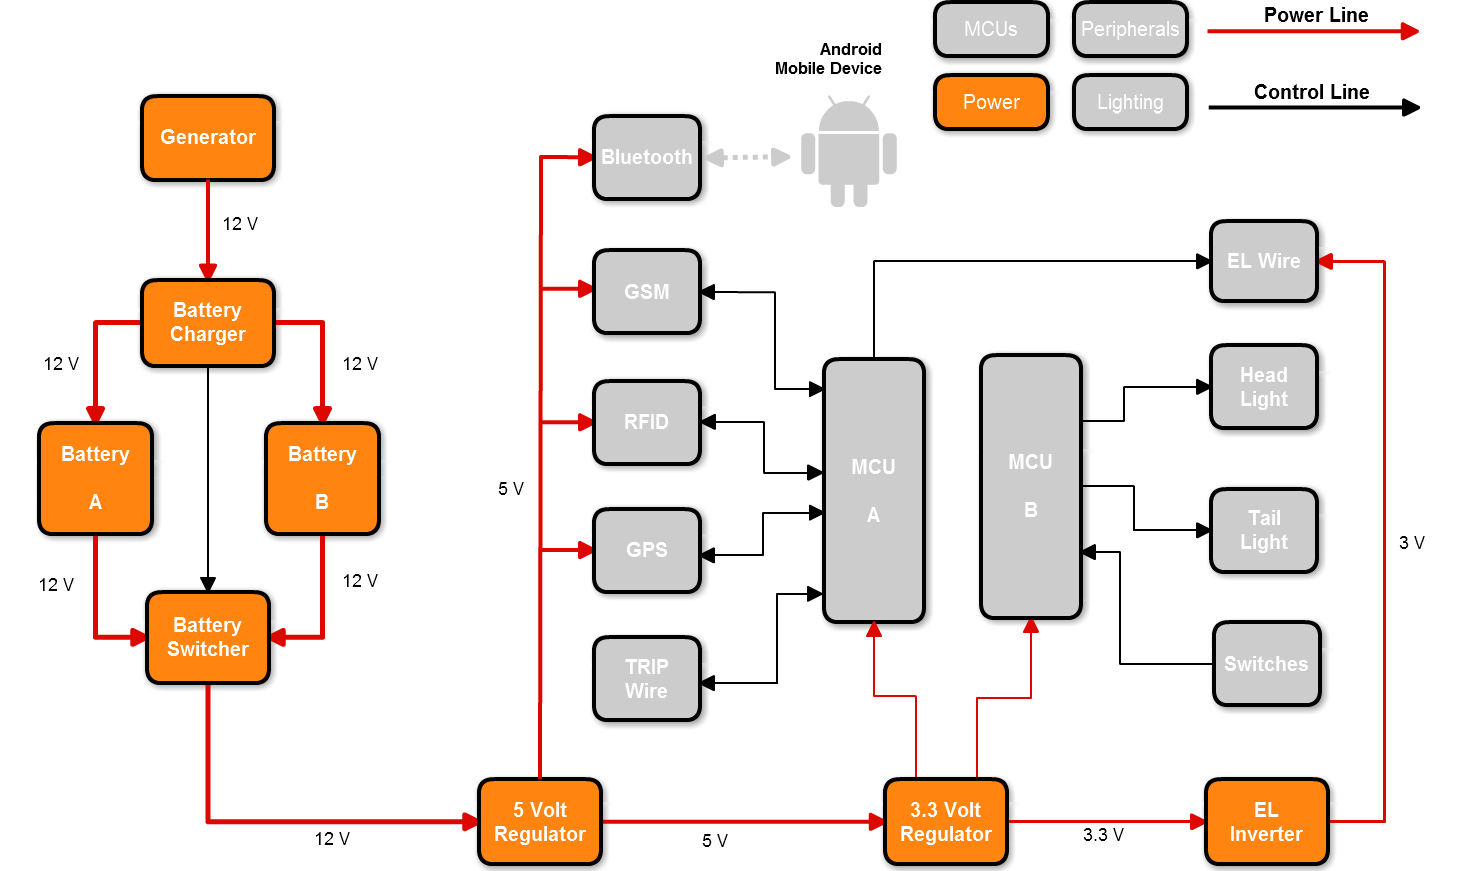 Android
Mobile Device
MCUs
Peripherals
Power Line
Power
Lighting
Control Line
Generator
12 V
Battery
Charger
12 V
12 V
Battery
A
Battery
B
12 V
12 V
Battery
Switcher
12 V
5 V
Bluetooth
GSM
RFID
GPS
TRIP
Wire
MCU
A
MCU
B
EL Wire
Head
Light
Tail
Light
Switches
3 V
5 Volt
Regulator
5 V
3.3 Volt
Regulator
3.3 V
EL
Inverter